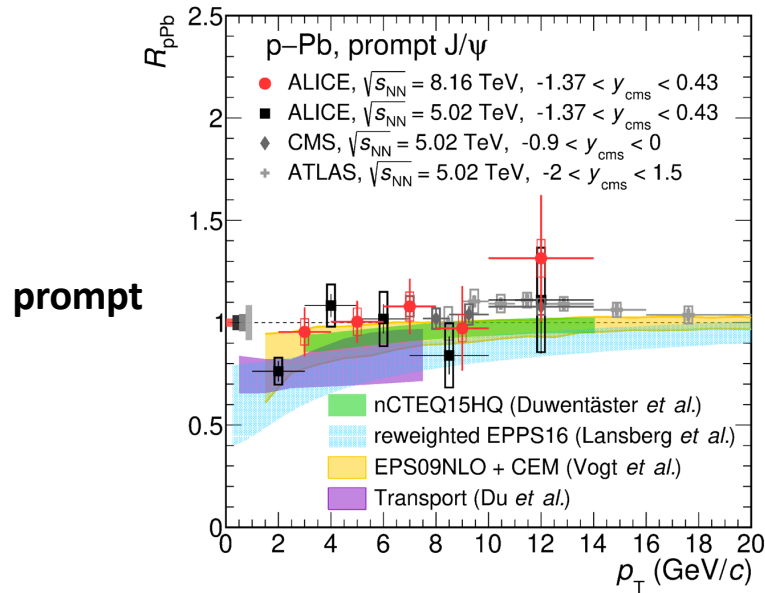 R_pPb
2.5
2
1.5
1
0.5
0
p–Pb, prompt J/ψ
ALICE, √s_NN = 8.16 TeV, -1.37 < y_cms < 0.43
ALICE, √s_NN = 5.02 TeV, -1.37 < y_cms < 0.43
CMS, √s_NN = 5.02 TeV, -0.9 < y_cms < 0
ATLAS, √s_NN = 5.02 TeV, -2 < y_cms < 1.5
prompt
nCTEQ15HQ (Duwentäster et al.)
reweighted EPPS16 (Lansberg et al.)
EPS09NLO + CEM (Vogt et al.)
Transport (Du et al.)
0 2 4 6 8 10 12 14 16 18 20
p_T (GeV/c)